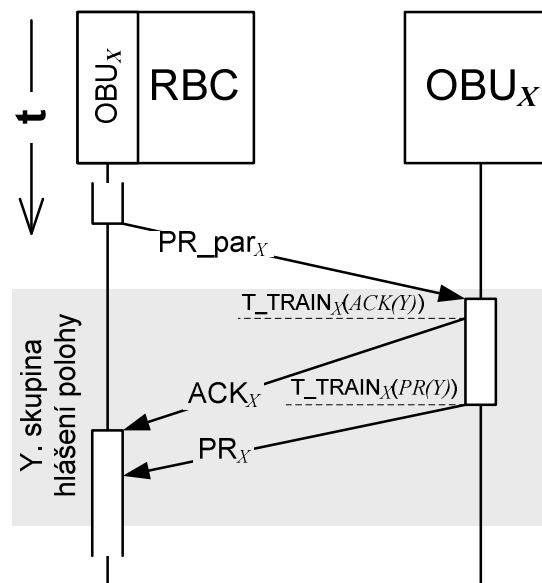 t
OBU_X
RBC
OBU_X
PR_par_X
T_TRAIN_X(ACK(Y))
ACK_X
T_TRAIN_X(PR(Y))
PR_X
Y. skupina
hlášení polohy